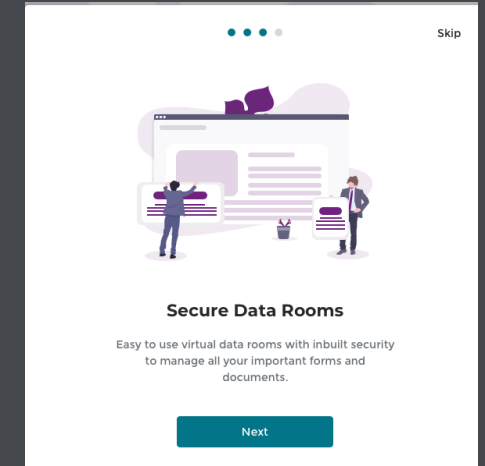 Skip
Secure Data Rooms
Easy to use virtual data rooms with inbuilt security
to manage all your important forms and
documents.
Next